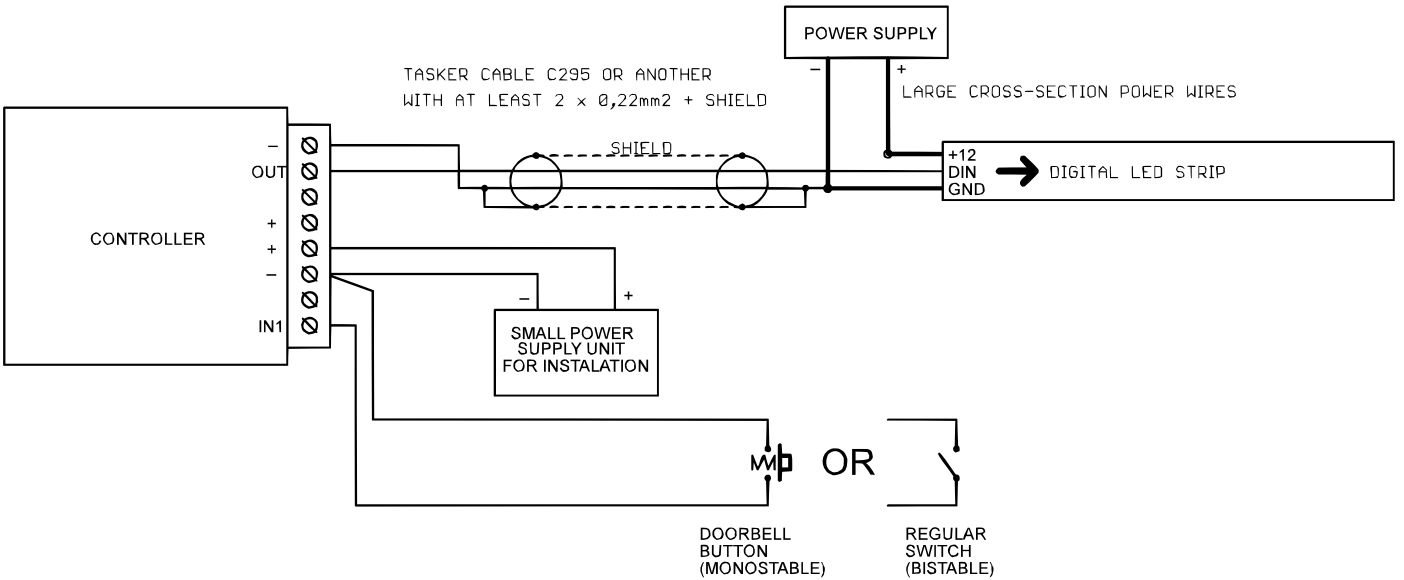 POWER SUPPLY
− +
TASKER CABLE C295 OR ANOTHER
WITH AT LEAST 2 x 0,22mm2 + SHIELD
LARGE CROSS-SECTION POWER WIRES
SHIELD
−
OUT
+
+
−
IN1
CONTROLLER
+12
DIN
GND
DIGITAL LED STRIP
− +
SMALL POWER
SUPPLY UNIT
FOR INSTALATION
OR
DOORBELL
BUTTON
(MONOSTABLE)
REGULAR
SWITCH
(BISTABLE)